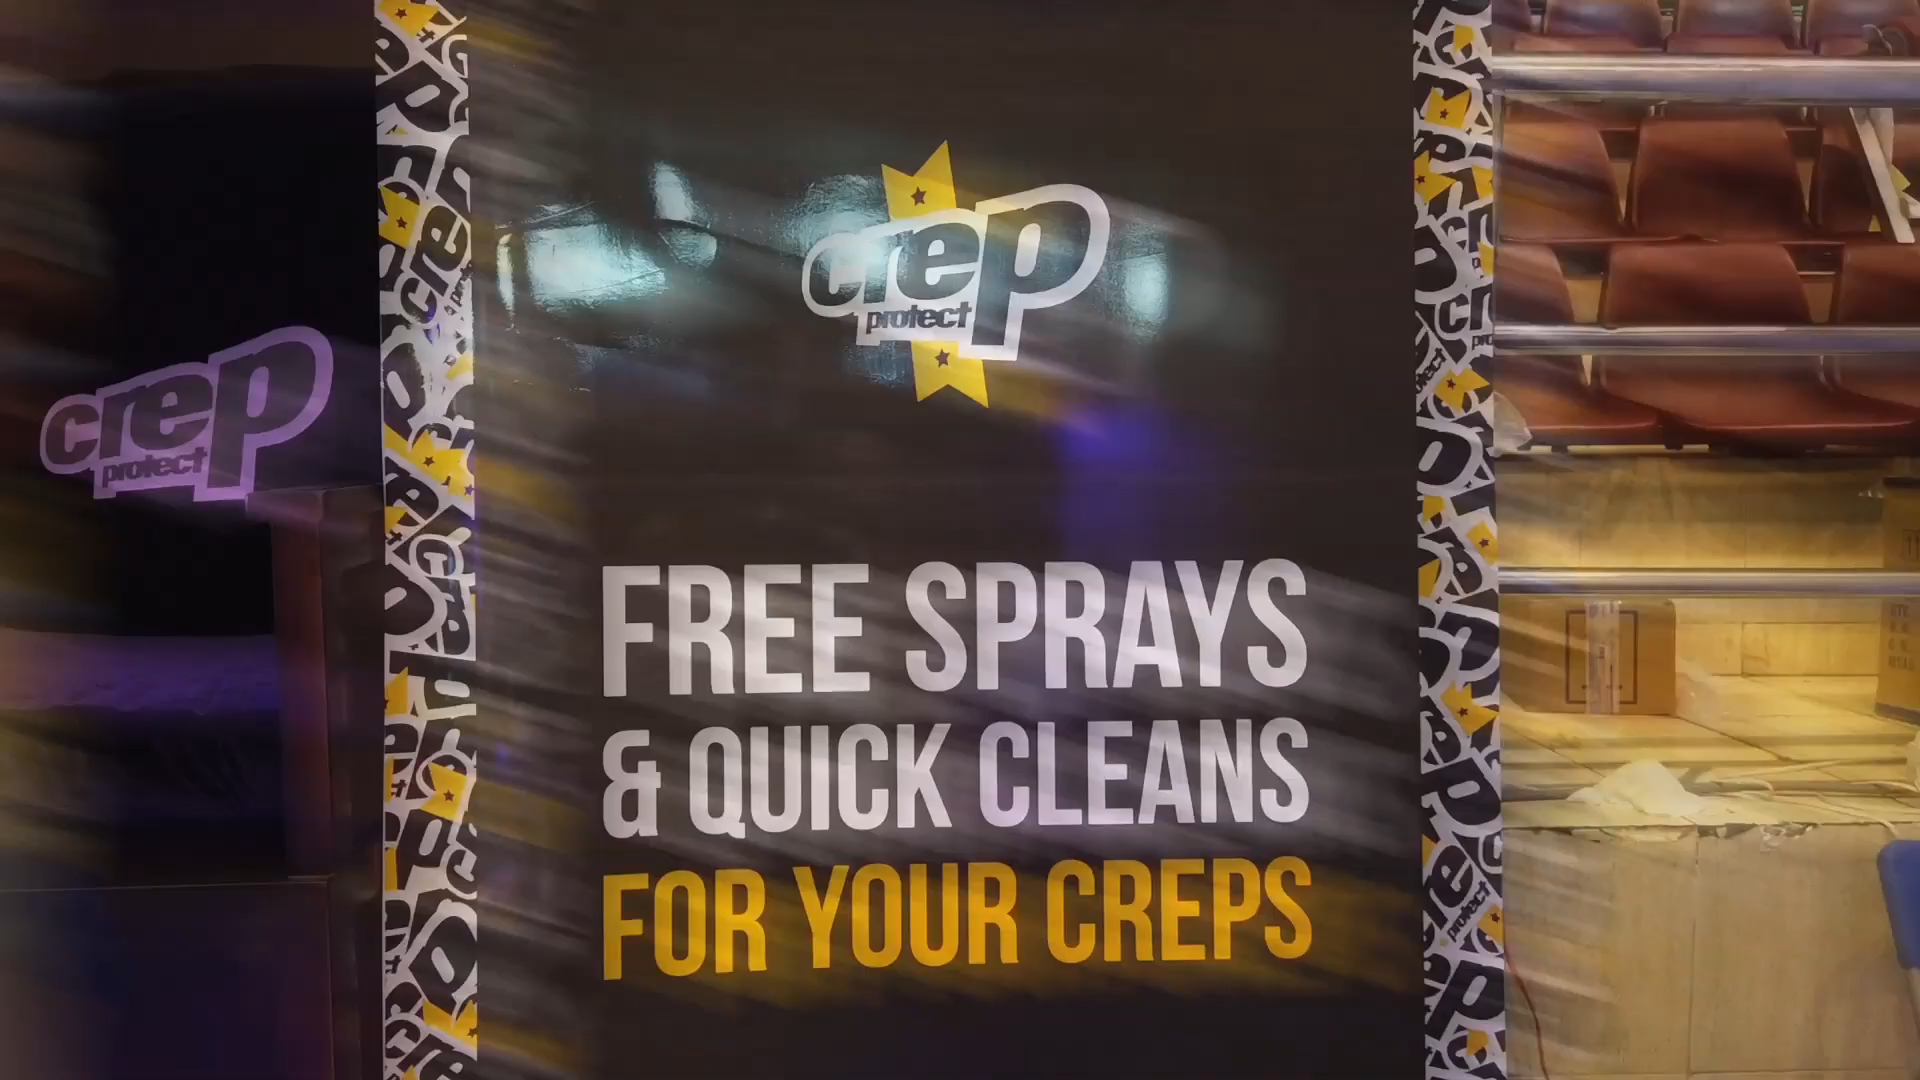 crep
protect
crep
protect
FREE SPRAYS
& QUICK CLEANS
FOR YOUR CREPS